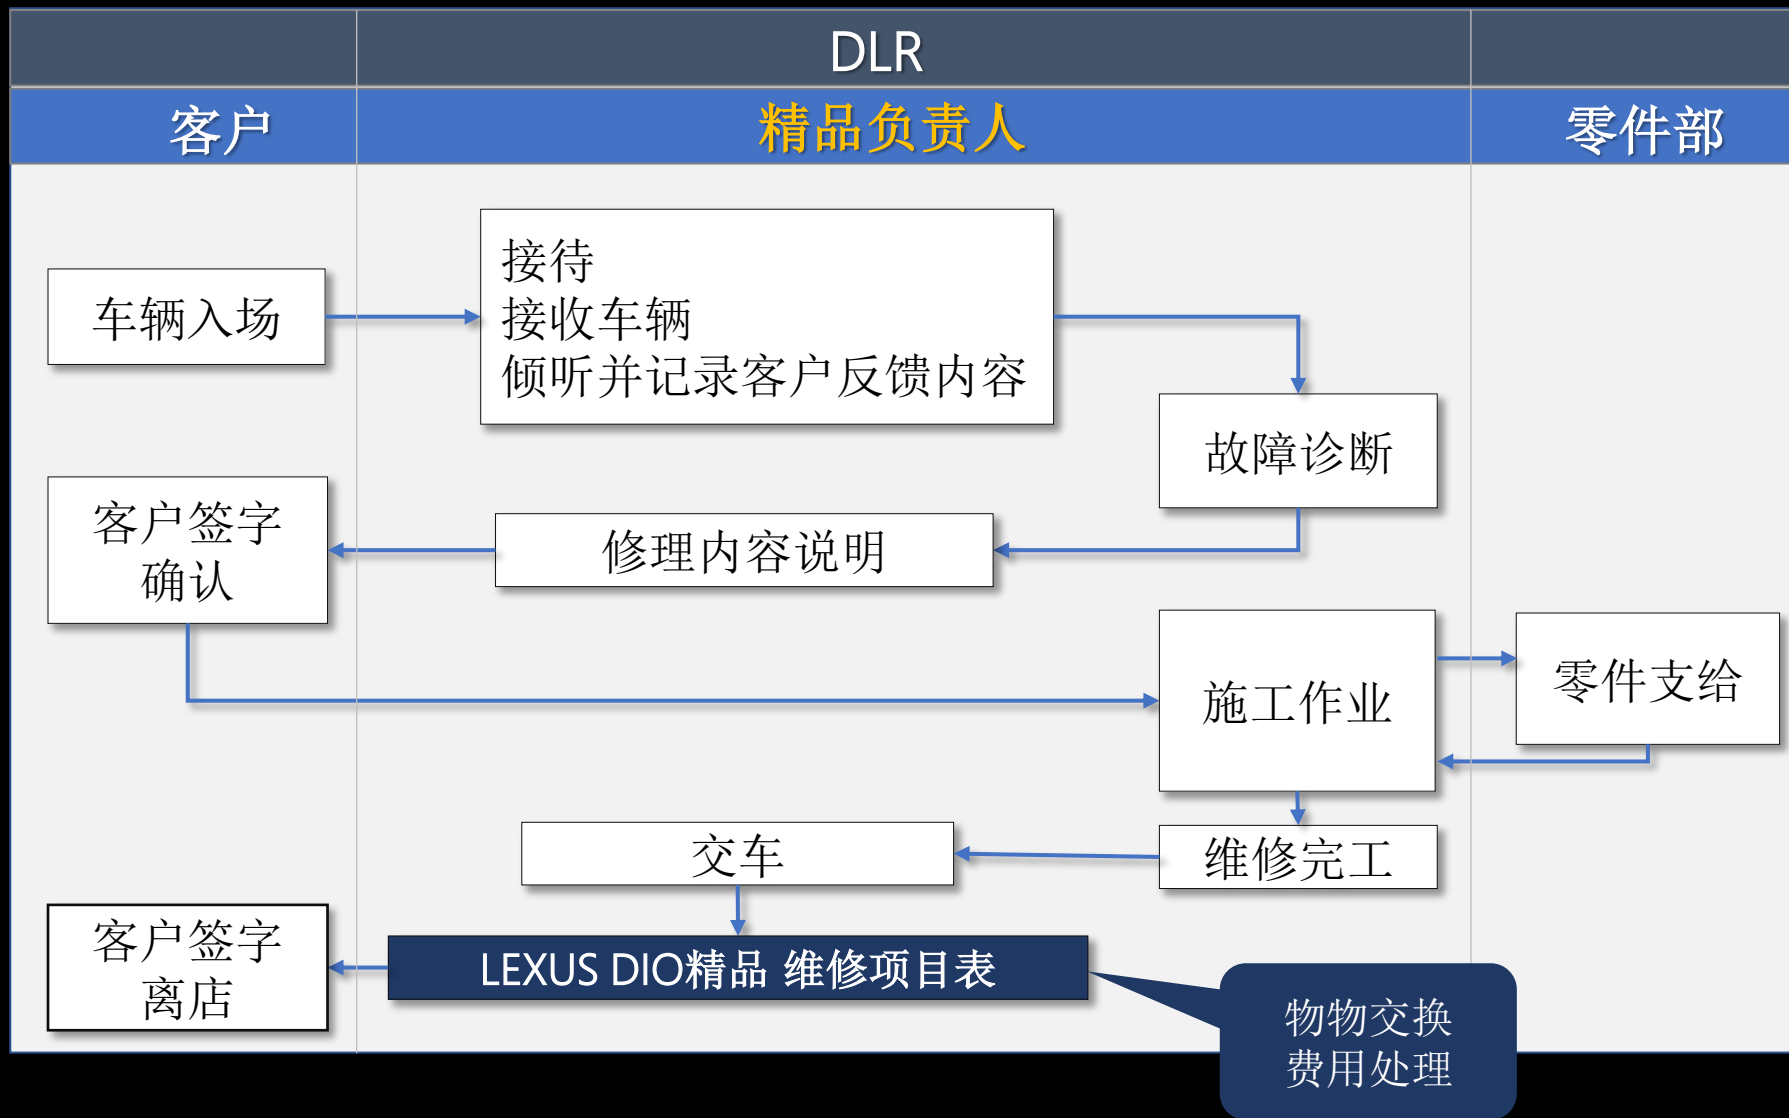 DLR
客户
精品负责人
零件部
接待
接收车辆
倾听并记录客户反馈内容
车辆入场
故障诊断
客户签字
确认
修理内容说明
施工作业
零件支给
交车
维修完工
客户签字
离店
LEXUS DIO精品 维修项目表
物物交换
费用处理